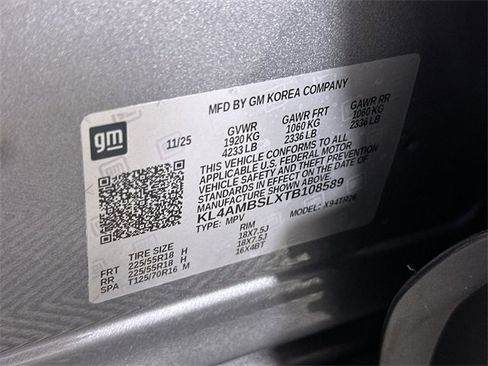 MFD BY GM KOREA COMPANY
gm
11/25
GVWR GAWR FRT GAWR RR
1920 KG 1060 KG 1060 KG
4233 LB 2336 LB 2336 LB
THIS VEHICLE CONFORMS TO ALL
APPLICABLE U.S. FEDERAL MOTOR
VEHICLE SAFETY STANDARDS IN
EFFECT ON THE DATE OF
MANUFACTURE SHOWN ABOVE.
KL4AMBSLXTB108589
TYPE: MPV MODEL: X94TR26
TIRE SIZE RIM
FRT 225/55R18 H 18X7.5J
RR 225/55R18 H 18X7.5J
SPA T125/70R16 M 16X4BT